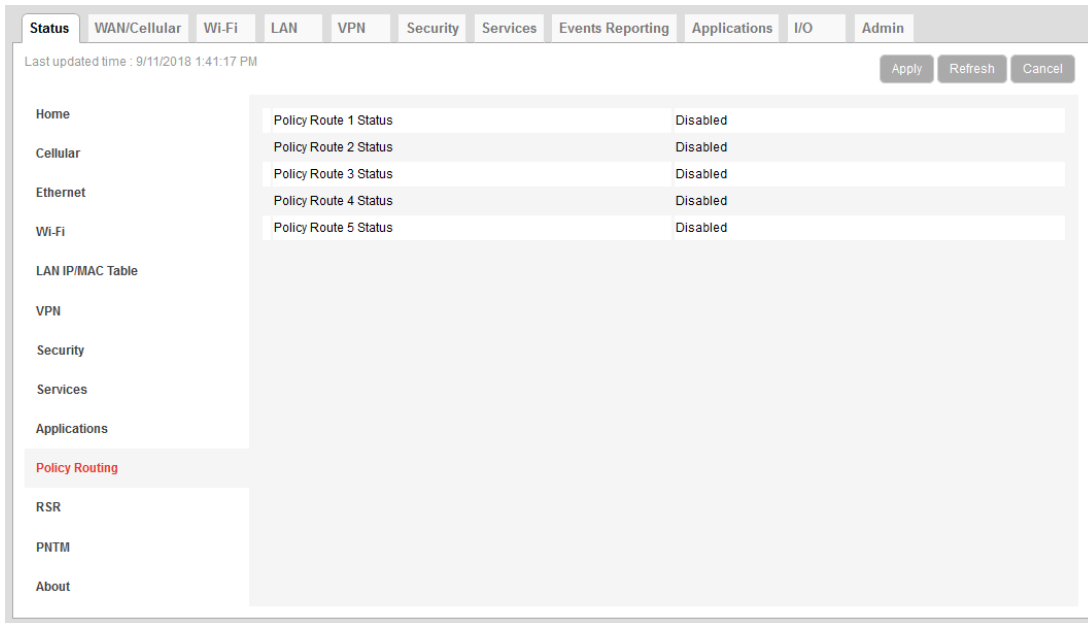 Status WAN/Cellular Wi-Fi LAN VPN Security Services Events Reporting Applications I/O Admin
Last updated time : 9/11/2018 1:41:17 PM
Apply Refresh Cancel
Home
Cellular
Ethernet
Wi-Fi
LAN IP/MAC Table
VPN
Security
Services
Applications
Policy Routing
RSR
PNTM
About
Policy Route 1 Status Disabled
Policy Route 2 Status Disabled
Policy Route 3 Status Disabled
Policy Route 4 Status Disabled
Policy Route 5 Status Disabled